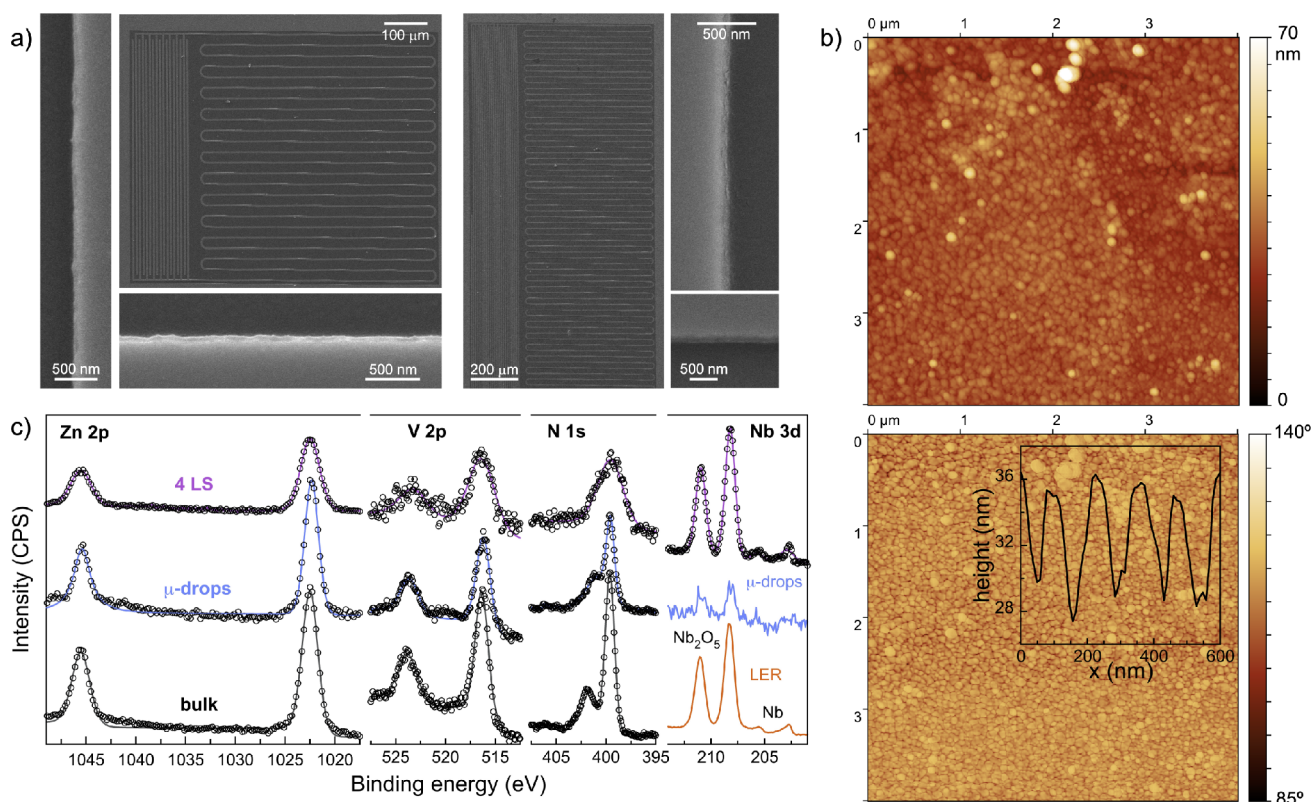 a)
100 µm
500 nm
500 nm
500 nm
200 µm
500 nm
b)
0 µm 1 2 3
0
1
2
3
70
nm
0
c)
Zn 2p V 2p N 1s Nb 3d
4 LS
µ-drops
bulk
µ-drops
Nb2O5
LER
Nb
Intensity (CPS)
1045 1040 1035 1030 1025 1020
525 520 515
405 400 395
210 205
Binding energy (eV)
0 µm 1 2 3
0
1
2
3
140º
85º
36
32
28
height (nm)
0 200 400 600
x (nm)